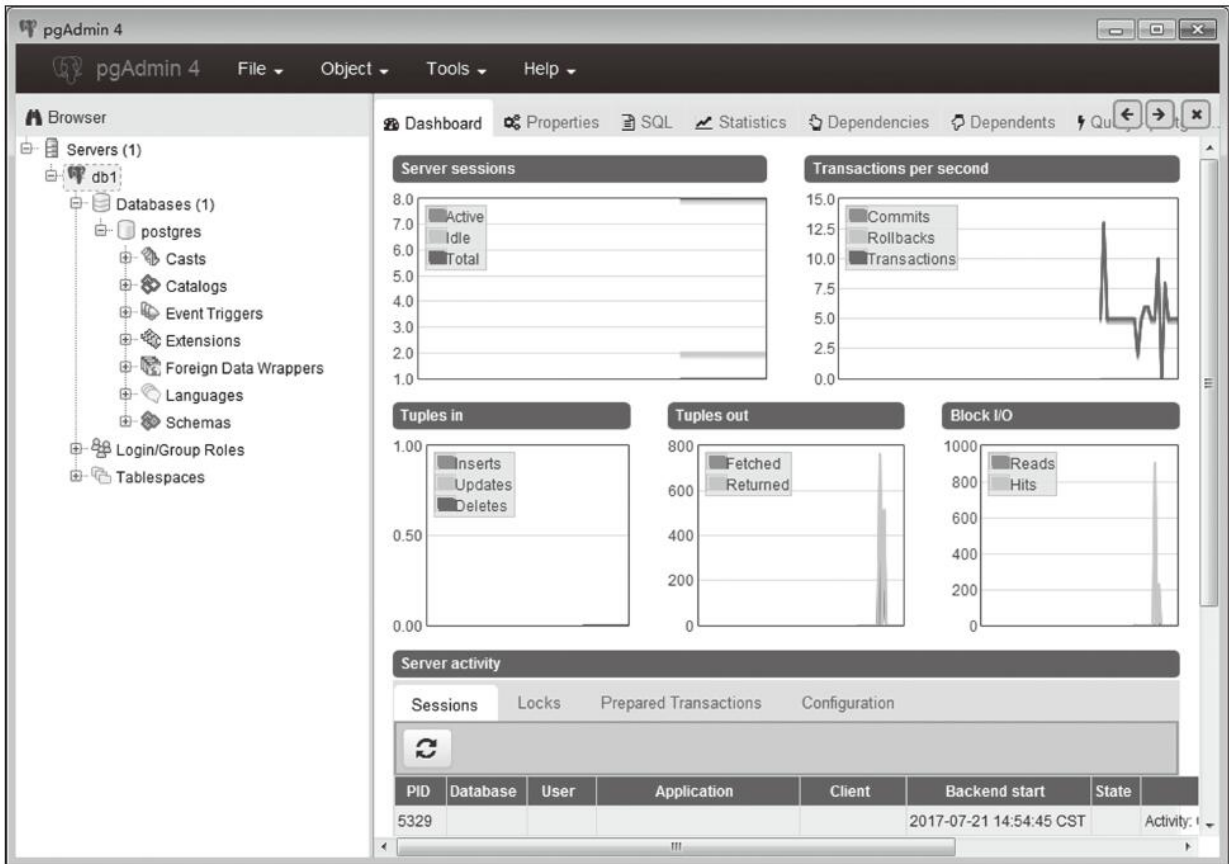 pgAdmin 4
pgAdmin 4 File Object Tools Help
Browser
Servers (1)
db1
Databases (1)
postgres
Casts
Catalogs
Event Triggers
Extensions
Foreign Data Wrappers
Languages
Schemas
Login/Group Roles
Tablespaces
Dashboard Properties SQL Statistics Dependencies Dependents
Server sessions
8.0
7.0
6.0
5.0
4.0
3.0
2.0
1.0
Active
Idle
Total
Transactions per second
15.0
12.5
10.0
7.5
5.0
2.5
0.0
Commits
Rollbacks
Transactions
Tuples in
1.00
0.50
0.00
Inserts
Updates
Deletes
Tuples out
800
600
400
200
0
Fetched
Returned
Block I/O
1000
800
600
400
200
0
Reads
Hits
Server activity
Sessions Locks Prepared Transactions Configuration
PID Database User Application Client Backend start State
5329 2017-07-21 14:54:45 CST Activity: